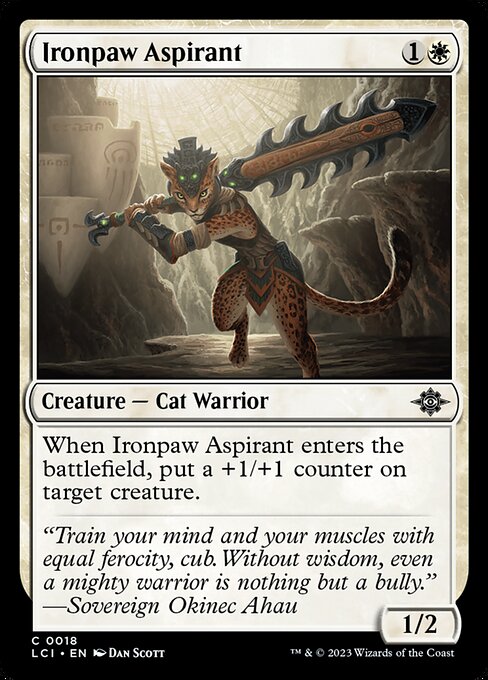 Ironpaw Aspirant 1
Creature — Cat Warrior
When Ironpaw Aspirant enters the
battlefield, put a +1/+1 counter on
target creature.
“Train your mind and your muscles with
equal ferocity, cub. Without wisdom, even
a mighty warrior is nothing but a bully.”
—Sovereign Okinec Ahau
1/2
C 0018
LCI • EN Dan Scott
™ & © 2023 Wizards of the Coast